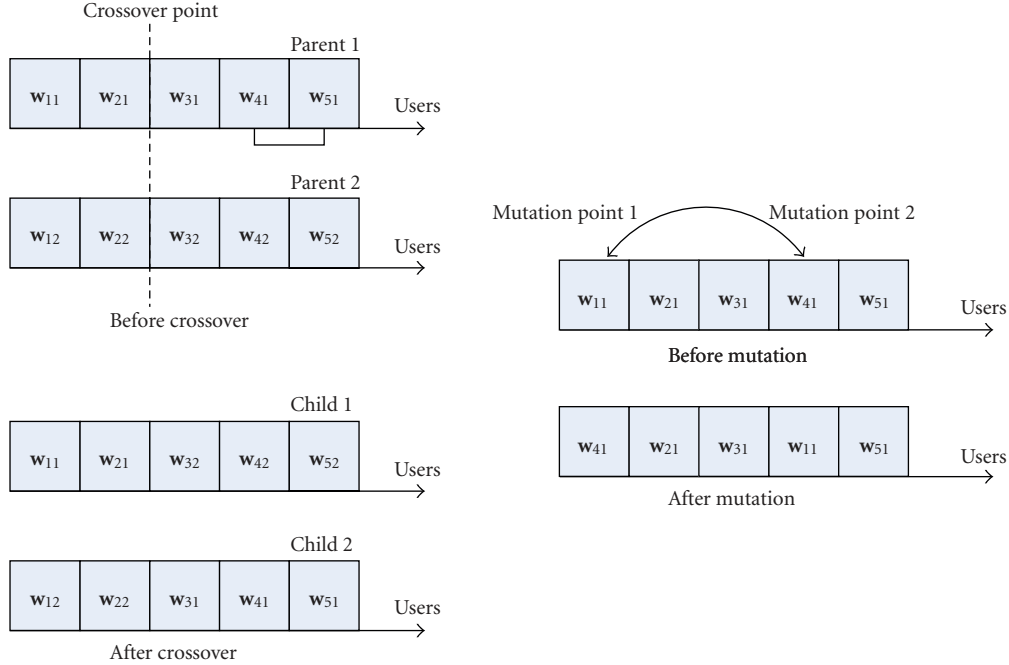 Crossover point
Parent 1
w11 w21 w31 w41 w51
Users
Parent 2
w12 w22 w32 w42 w52
Users
Before crossover
Child 1
w11 w21 w32 w42 w52
Users
Child 2
w12 w22 w31 w41 w51
Users
After crossover
Mutation point 1 Mutation point 2
w11 w21 w31 w41 w51
Users
Before mutation
w41 w21 w31 w11 w51
Users
After mutation